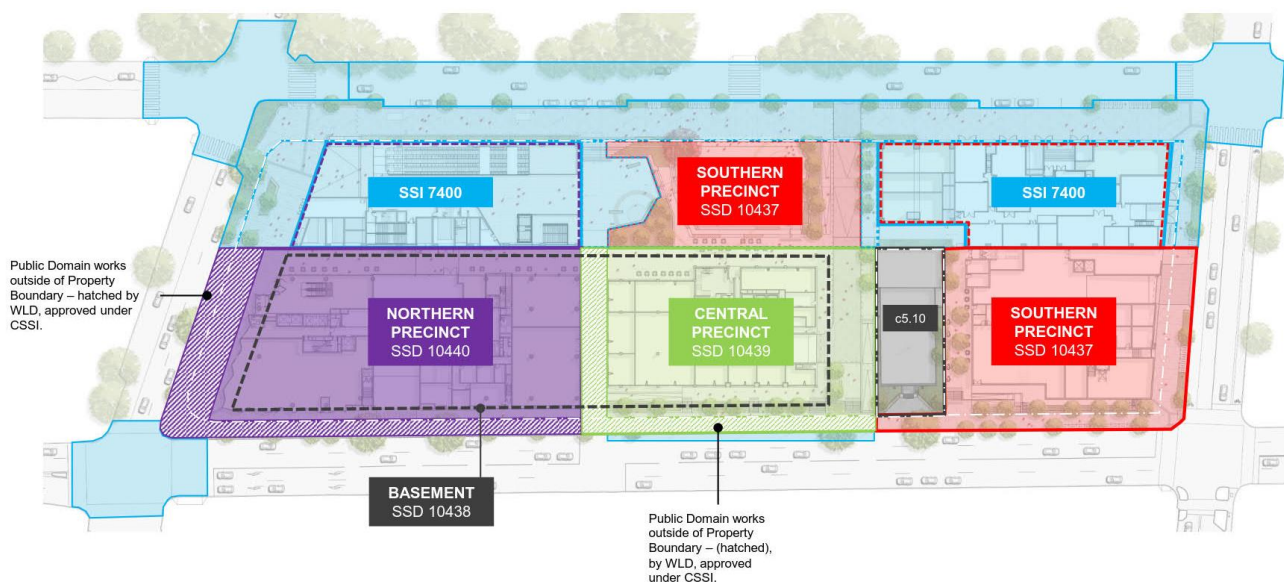 SSI 7400
SOUTHERN
PRECINCT
SSD 10437
SSI 7400
Public Domain works
outside of Property
Boundary – hatched by
WLD, approved under
CSSI.
NORTHERN
PRECINCT
SSD 10440
CENTRAL
PRECINCT
SSD 10439
c5.10
SOUTHERN
PRECINCT
SSD 10437
BASEMENT
SSD 10438
Public Domain works
outside of Property
Boundary – (hatched),
by WLD, approved
under CSSI.